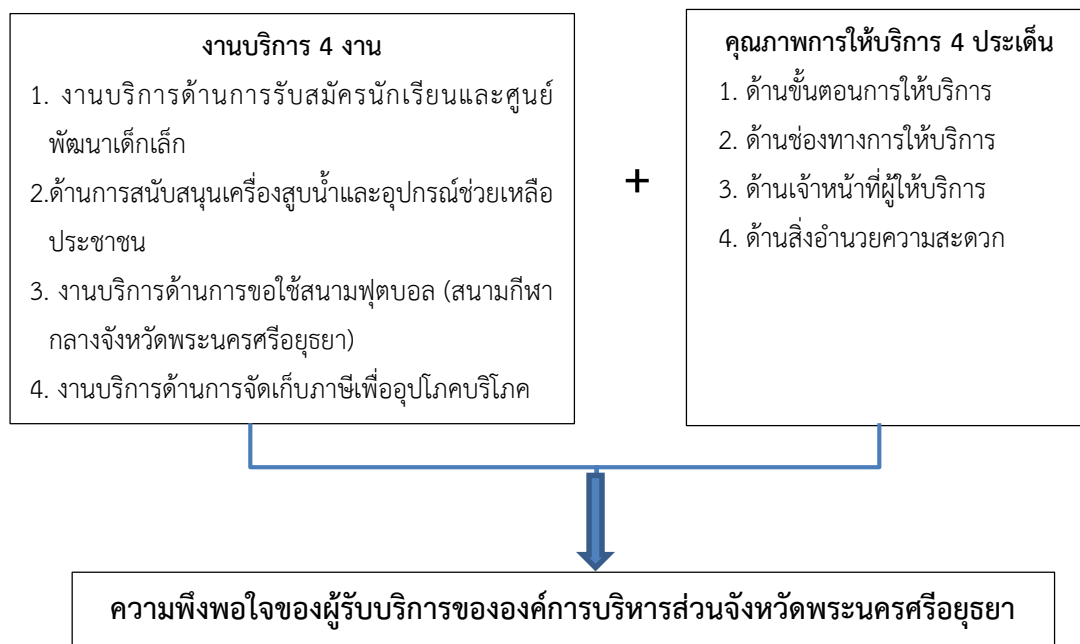 งานบริการ 4 งาน
1. งานบริการด้านการรับสมัครนักเรียนและศูนย์
พัฒนาเด็กเล็ก
2.ด้านการสนับสนุนเครื่องสูบน้ำและอุปกรณ์ช่วยเหลือ
ประชาชน
3. งานบริการด้านการขอใช้สนามฟุตบอล (สนามกีฬา
กลางจังหวัดพระนครศรีอยุธยา)
4. งานบริการด้านการจัดเก็บภาษีเพื่ออุปโภคบริโภค
+
คุณภาพการให้บริการ 4 ประเด็น
1. ด้านขั้นตอนการให้บริการ
2. ด้านช่องทางการให้บริการ
3. ด้านเจ้าหน้าที่ผู้ให้บริการ
4. ด้านสิ่งอำนวยความสะดวก
ความพึงพอใจของผู้รับบริการขององค์การบริหารส่วนจังหวัดพระนครศรีอยุธยา